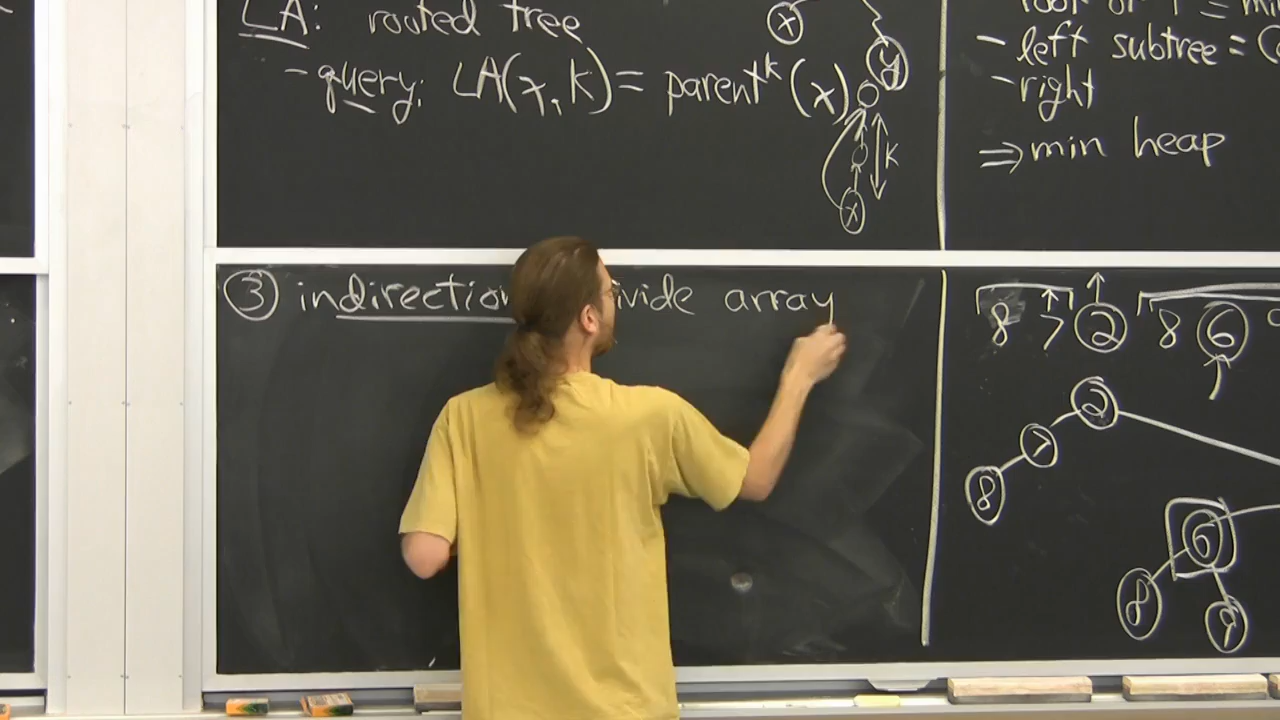 LA: rooted tree
- query: LA(x, k) = parent^k (x)
x
y
k
x
- left subtree =
- right
⇒ min heap
③ indirection
ivide array
8 7 2 8 6
2
7
8
6
8
9